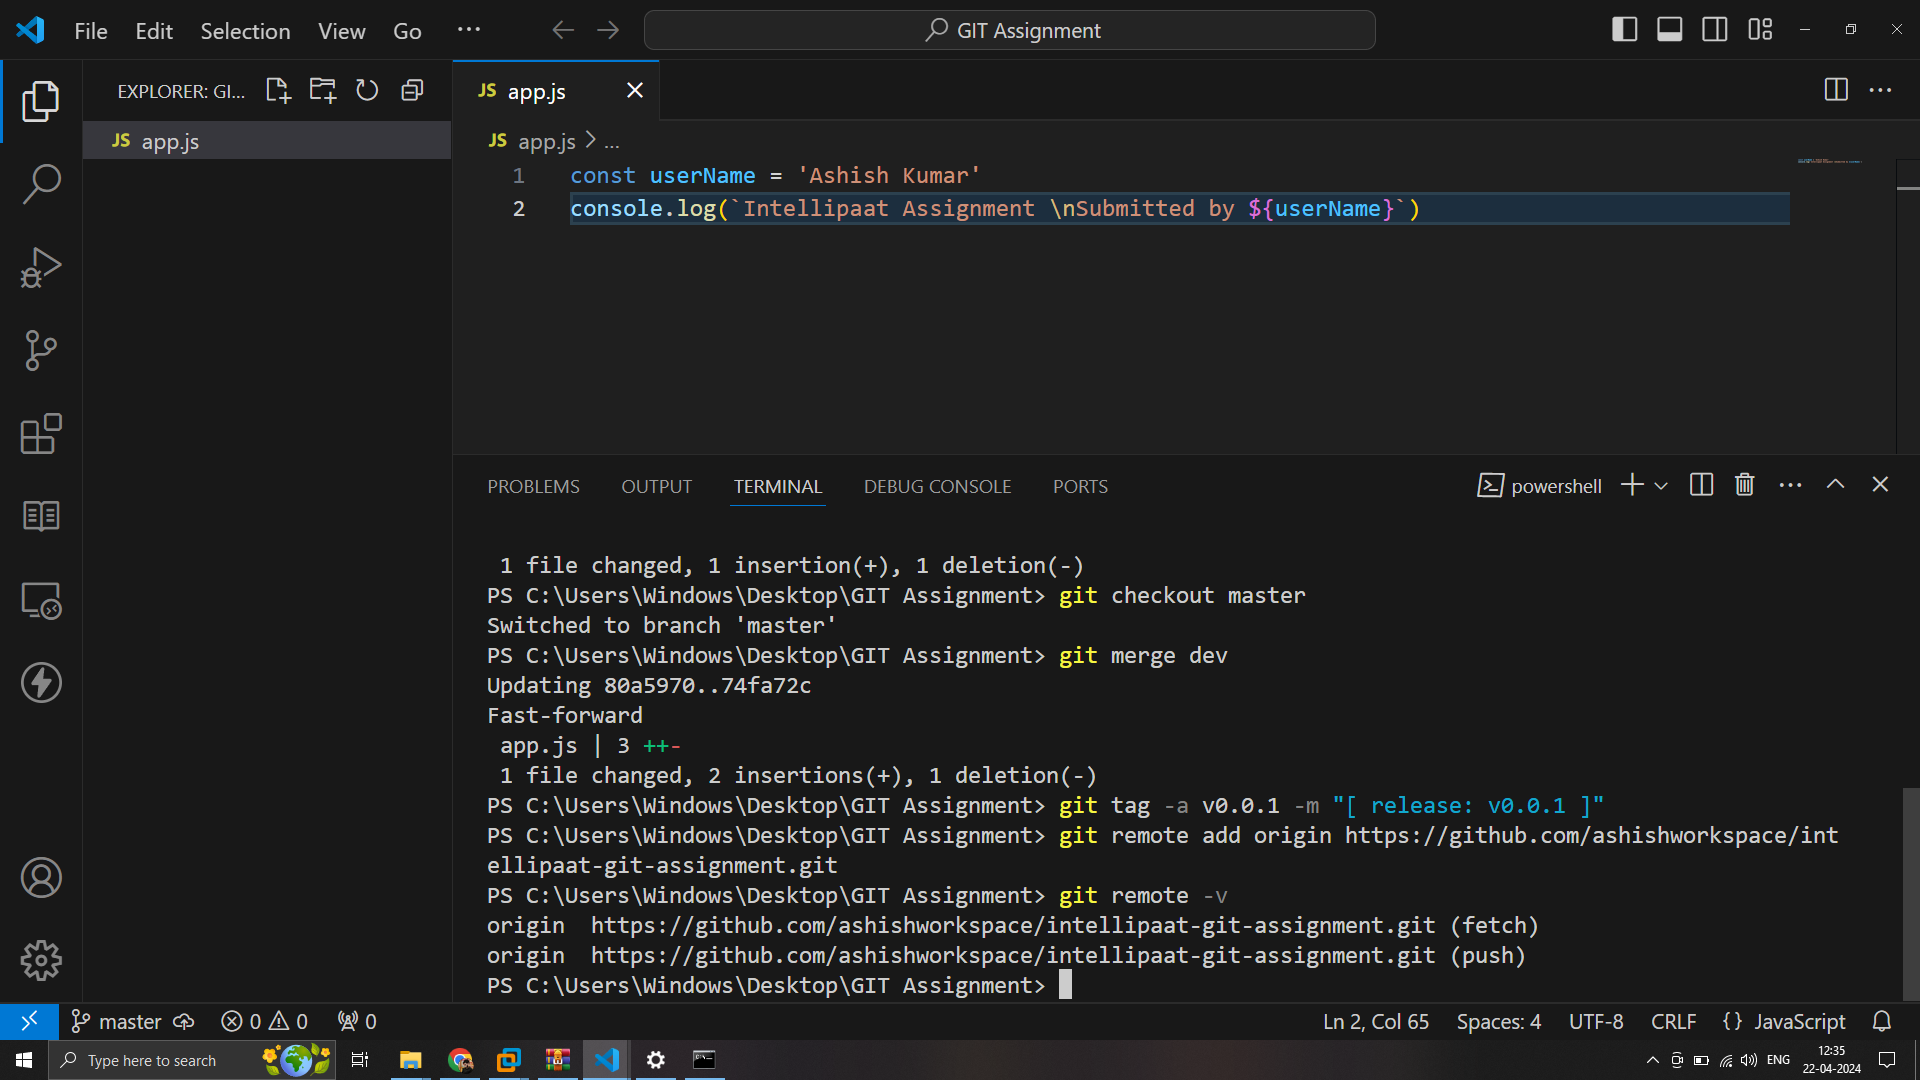 File Edit Selection View Go ... GIT Assignment
EXPLORER: GI...
JS app.js
JS app.js
JS app.js > ...
1 const userName = 'Ashish Kumar'
2 console.log(`Intellipaat Assignment \nSubmitted by ${userName}`)
PROBLEMS OUTPUT TERMINAL DEBUG CONSOLE PORTS powershell
1 file changed, 1 insertion(+), 1 deletion(-)
PS C:\Users\Windows\Desktop\GIT Assignment> git checkout master
Switched to branch 'master'
PS C:\Users\Windows\Desktop\GIT Assignment> git merge dev
Updating 80a5970..74fa72c
Fast-forward
app.js | 3 ++-
1 file changed, 2 insertions(+), 1 deletion(-)
PS C:\Users\Windows\Desktop\GIT Assignment> git tag -a v0.0.1 -m "[ release: v0.0.1 ]"
PS C:\Users\Windows\Desktop\GIT Assignment> git remote add origin https://github.com/ashishworkspace/int
ellipaat-git-assignment.git
PS C:\Users\Windows\Desktop\GIT Assignment> git remote -v
origin  https://github.com/ashishworkspace/intellipaat-git-assignment.git (fetch)
origin  https://github.com/ashishworkspace/intellipaat-git-assignment.git (push)
PS C:\Users\Windows\Desktop\GIT Assignment>
master 0 0 0 Ln 2, Col 65 Spaces: 4 UTF-8 CRLF {} JavaScript
Type here to search ENG 12:35
22-04-2024